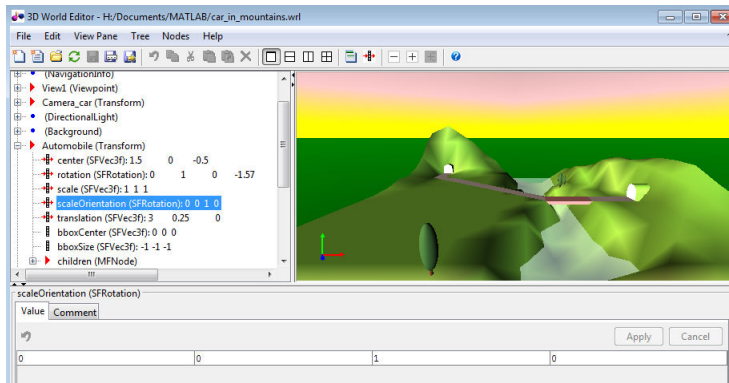 3D World Editor - H:/Documents/MATLAB/car_in_mountains.wrl
File Edit View Pane Tree Nodes Help
(NavigationInfo)
View1 (Viewpoint)
Camera_car (Transform)
(DirectionalLight)
(Background)
Automobile (Transform)
center (SFVec3f): 1.5 0 -0.5
rotation (SFRotation): 0 1 0 -1.57
scale (SFVec3f): 1 1 1
scaleOrientation (SFRotation): 0 0 1 0
translation (SFVec3f): 3 0.25 0
bboxCenter (SFVec3f): 0 0 0
bboxSize (SFVec3f): -1 -1 -1
children (MFNode)
scaleOrientation (SFRotation)
Value Comment
Apply Cancel
0 0 1 0